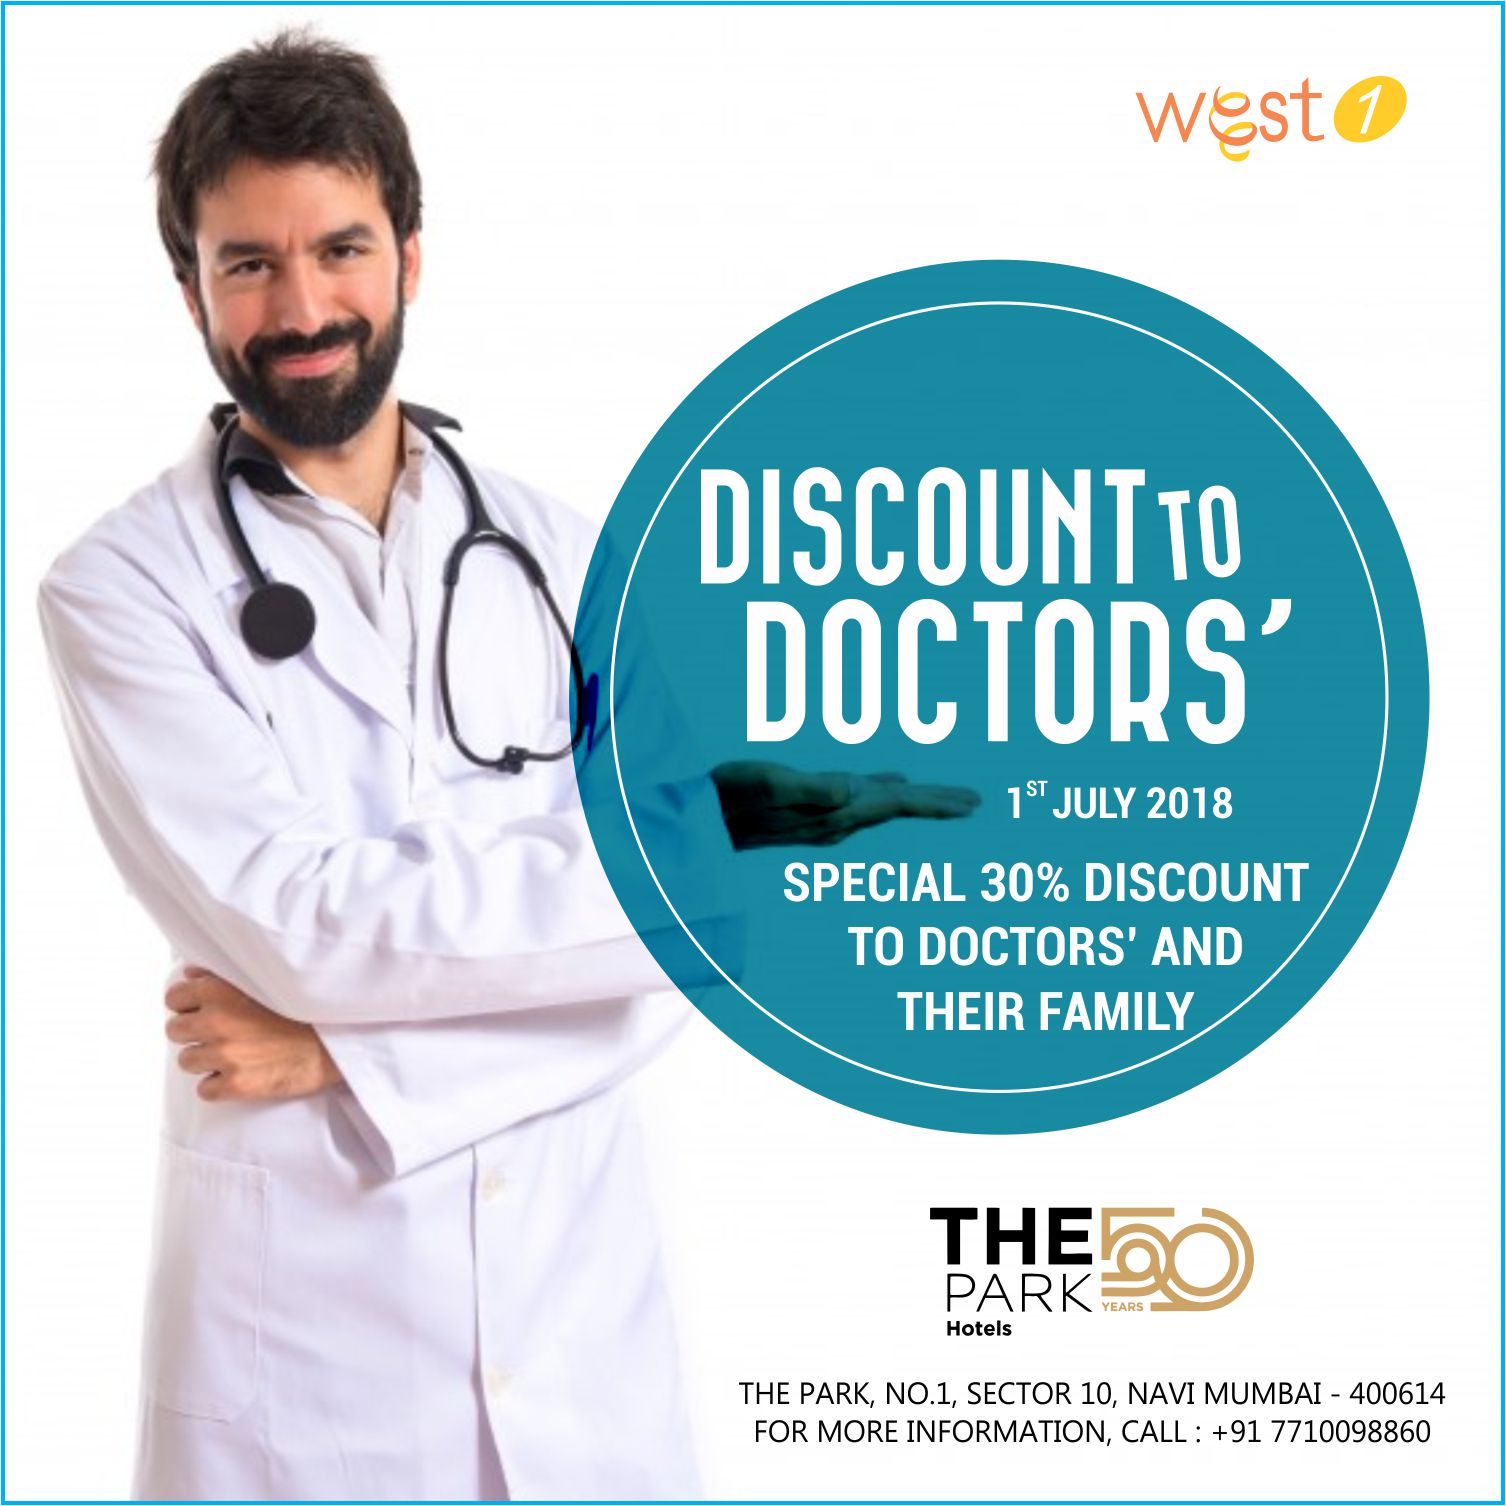 west 1
DISCOUNT TO
DOCTORS’
1ST JULY 2018
SPECIAL 30% DISCOUNT
TO DOCTORS’ AND
THEIR FAMILY
THE 50
PARK YEARS
Hotels
THE PARK, NO.1, SECTOR 10, NAVI MUMBAI - 400614
FOR MORE INFORMATION, CALL : +91 7710098860